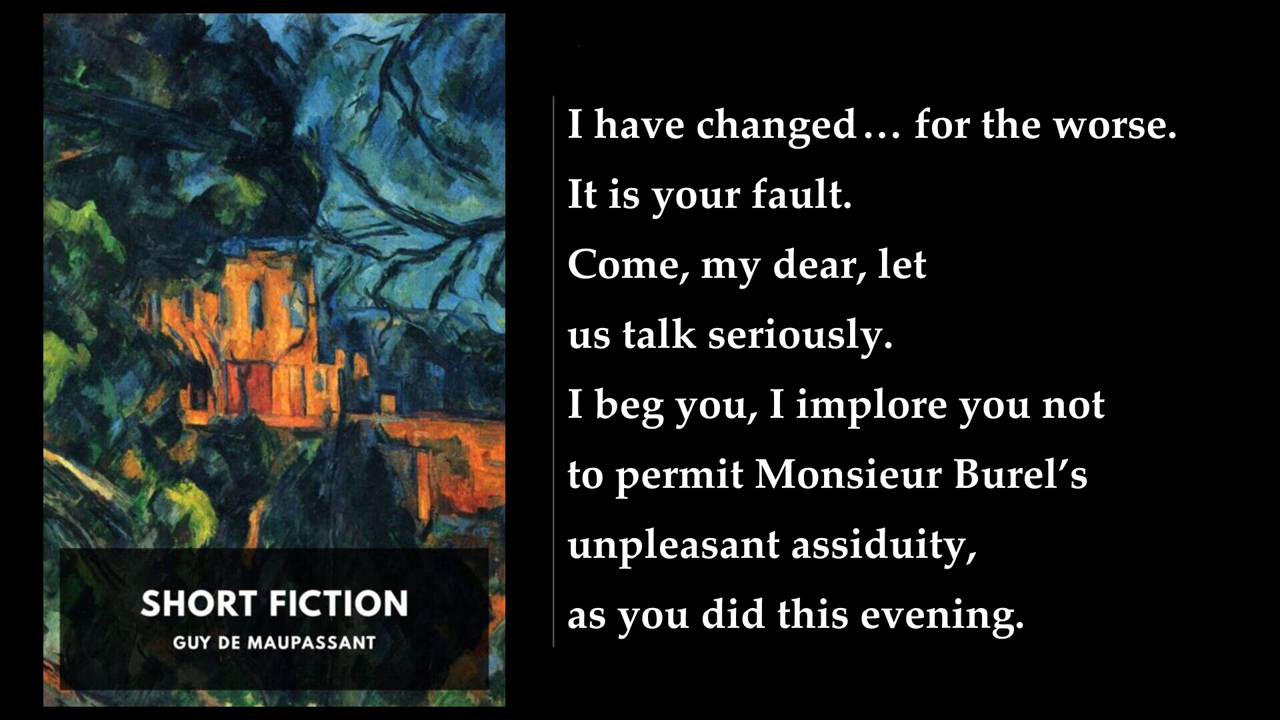 SHORT FICTION
GUY DE MAUPASSANT
I have changed… for the worse.
It is your fault.
Come, my dear, let
us talk seriously.
I beg you, I implore you not
to permit Monsieur Burel’s
unpleasant assiduity,
as you did this evening.